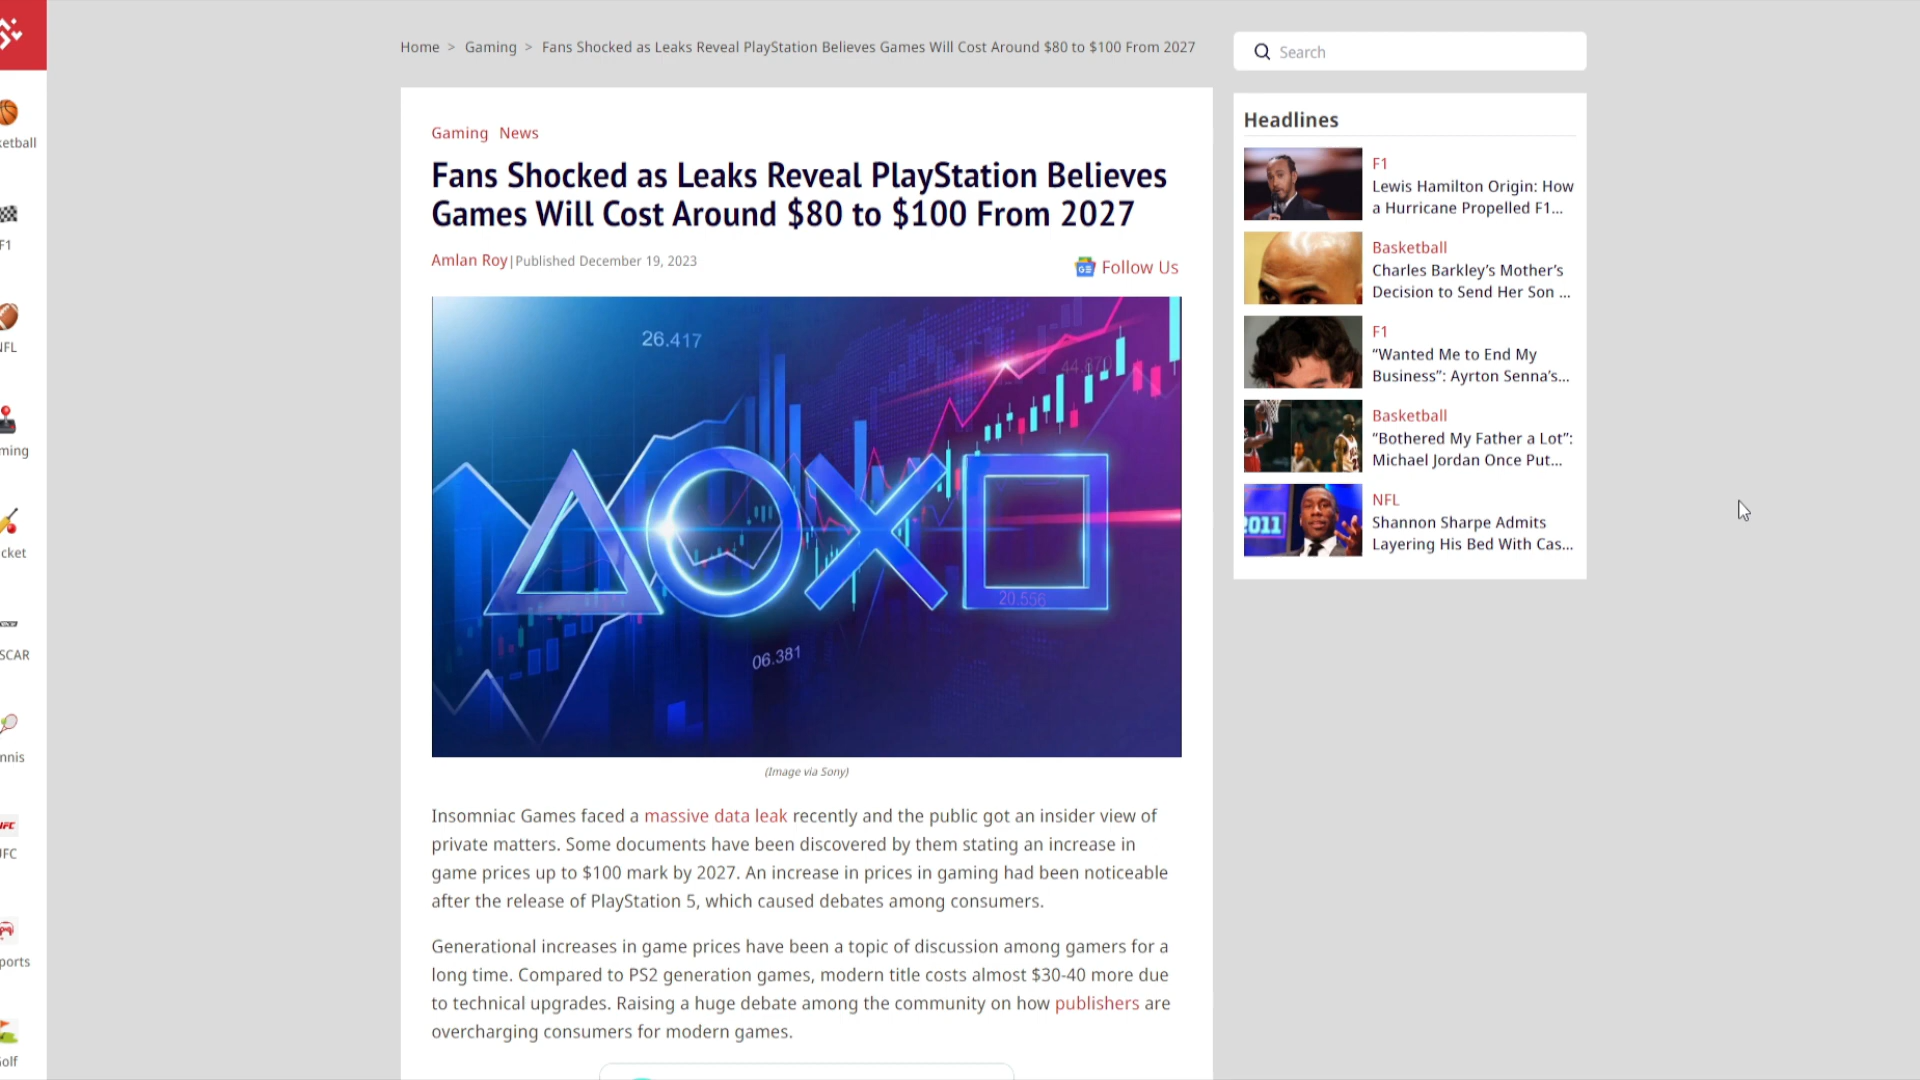 Home > Gaming > Fans Shocked as Leaks Reveal PlayStation Believes Games Will Cost Around $80 to $100 From 2027
Search
Gaming News
Fans Shocked as Leaks Reveal PlayStation Believes
Games Will Cost Around $80 to $100 From 2027
Amlan Roy|Published December 19, 2023
Follow Us
26.417
44.870
20.556
06.381
(Image via Sony)
Insomniac Games faced a massive data leak recently and the public got an insider view of
private matters. Some documents have been discovered by them stating an increase in
game prices up to $100 mark by 2027. An increase in prices in gaming had been noticeable
after the release of PlayStation 5, which caused debates among consumers.
Generational increases in game prices have been a topic of discussion among gamers for a
long time. Compared to PS2 generation games, modern title costs almost $30-40 more due
to technical upgrades. Raising a huge debate among the community on how publishers are
overcharging consumers for modern games.
Headlines
F1
Lewis Hamilton Origin: How
a Hurricane Propelled F1...
Basketball
Charles Barkley’s Mother’s
Decision to Send Her Son ...
F1
“Wanted Me to End My
Business”: Ayrton Senna’s...
Basketball
“Bothered My Father a Lot”:
Michael Jordan Once Put...
NFL
Shannon Sharpe Admits
Layering His Bed With Cas...
2011
ketball
F1
NFL
ming
cket
SCAR
nnis
UFC
UFC
ports
Golf